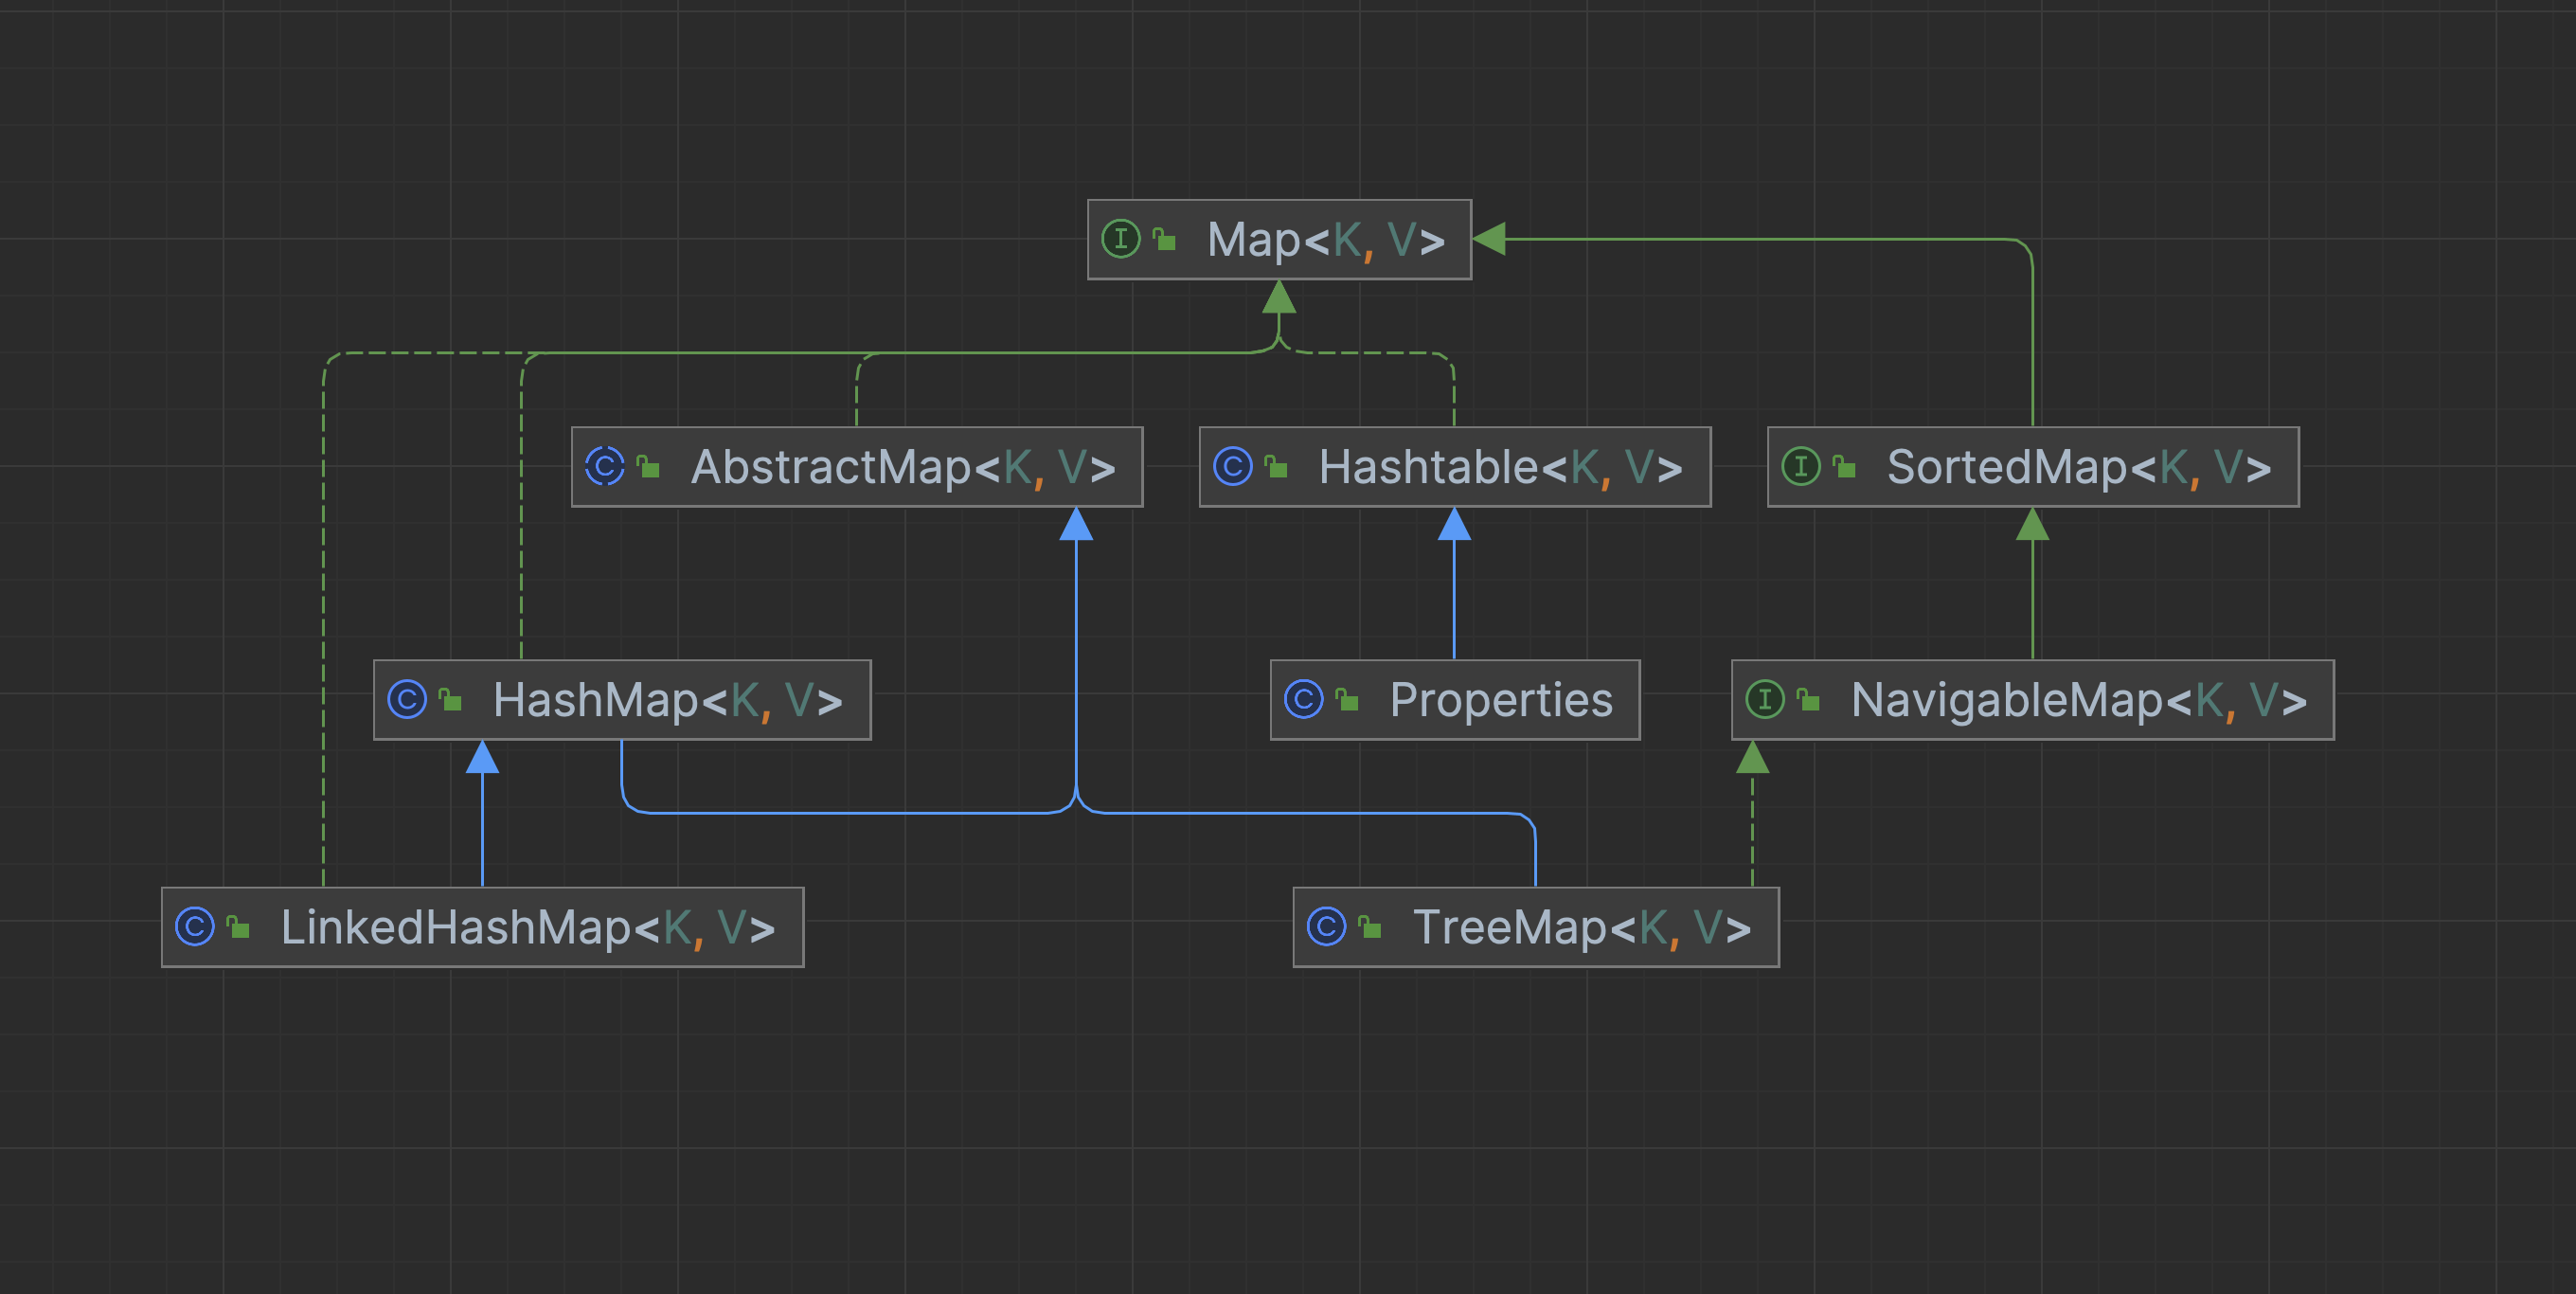 Map<K, V>
AbstractMap<K, V>
Hashtable<K, V>
SortedMap<K, V>
HashMap<K, V>
Properties
NavigableMap<K, V>
LinkedHashMap<K, V>
TreeMap<K, V>